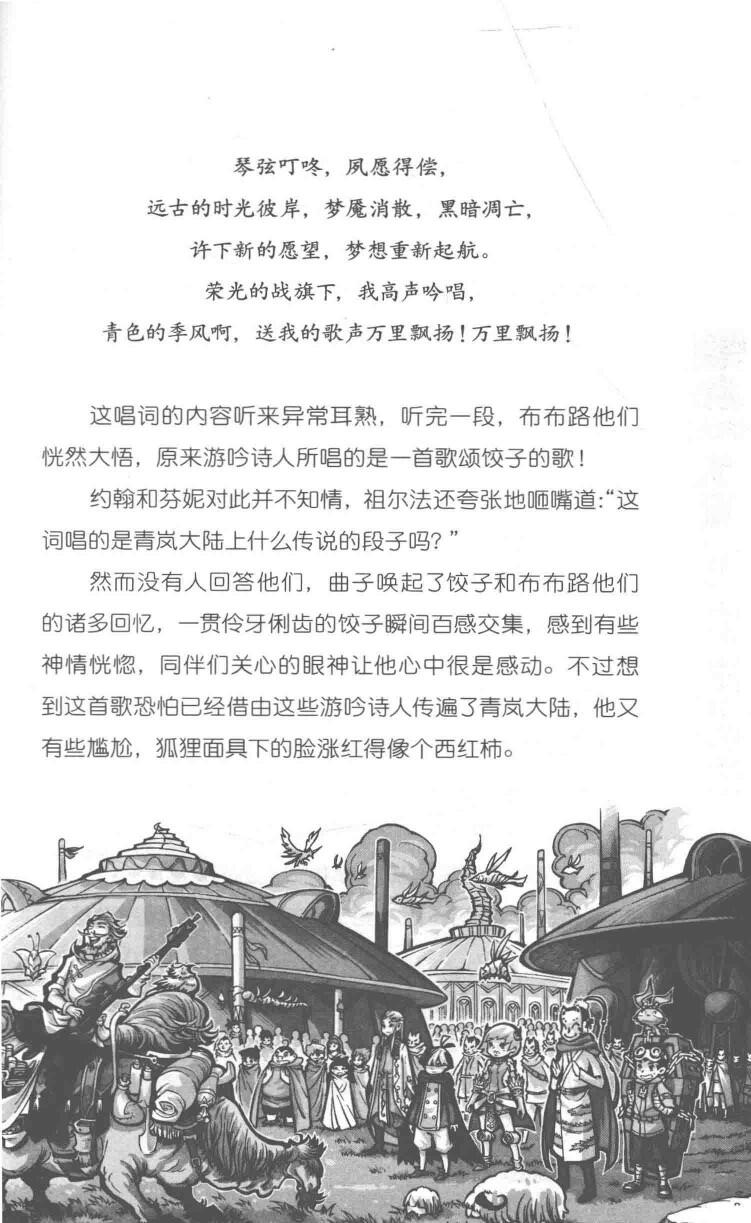 琴弦叮咚，夙愿得偿，
远古的时光彼岸，梦魇消散，黑暗凋亡，
许下新的愿望，梦想重新起航。
荣光的战旗下，我高声吟唱，
青色的季风啊，送我的歌声万里飘扬！万里飘扬！
这唱词的内容听来异常耳熟，听完一段，布布路他们
恍然大悟，原来游吟诗人所唱的是一首歌颂饺子的歌！
约翰和芬妮对此并不知情，祖尔法还夸张地咂嘴道：“这
词唱的是青岚大陆上什么传说的段子吗？”
然而没有人回答他们，曲子唤起了饺子和布布路他们
的诸多回忆，一贯伶牙俐齿的饺子瞬间百感交集，感到有些
神情恍惚，同伴们关心的眼神让他心中很是感动。不过想
到这首歌恐怕已经借由这些游吟诗人传遍了青岚大陆，他又
有些尴尬，狐狸面具下的脸涨红得像个西红柿。